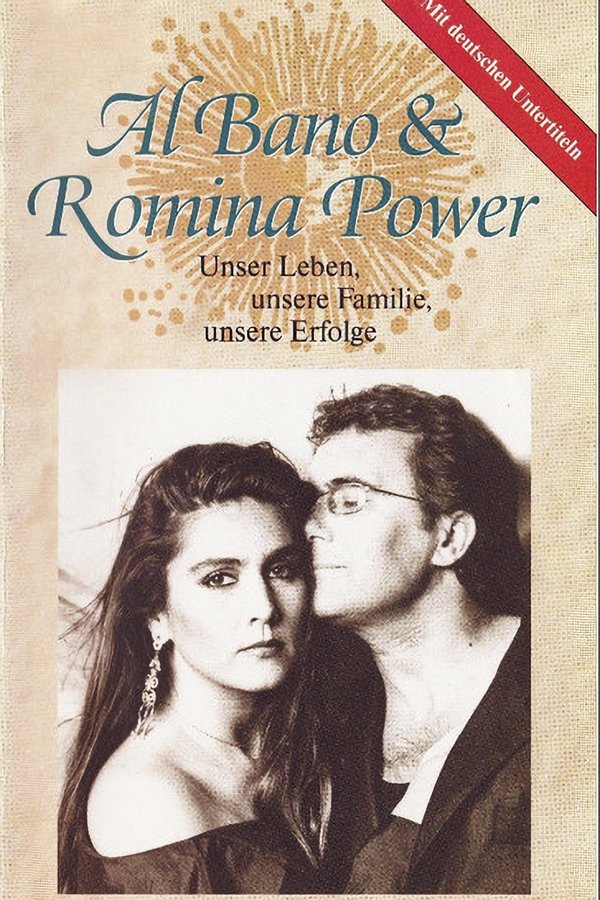 Mit deutschen Untertiteln
Al Bano &
Romina Power
Unser Leben,
unsere Familie,
unsere Erfolge